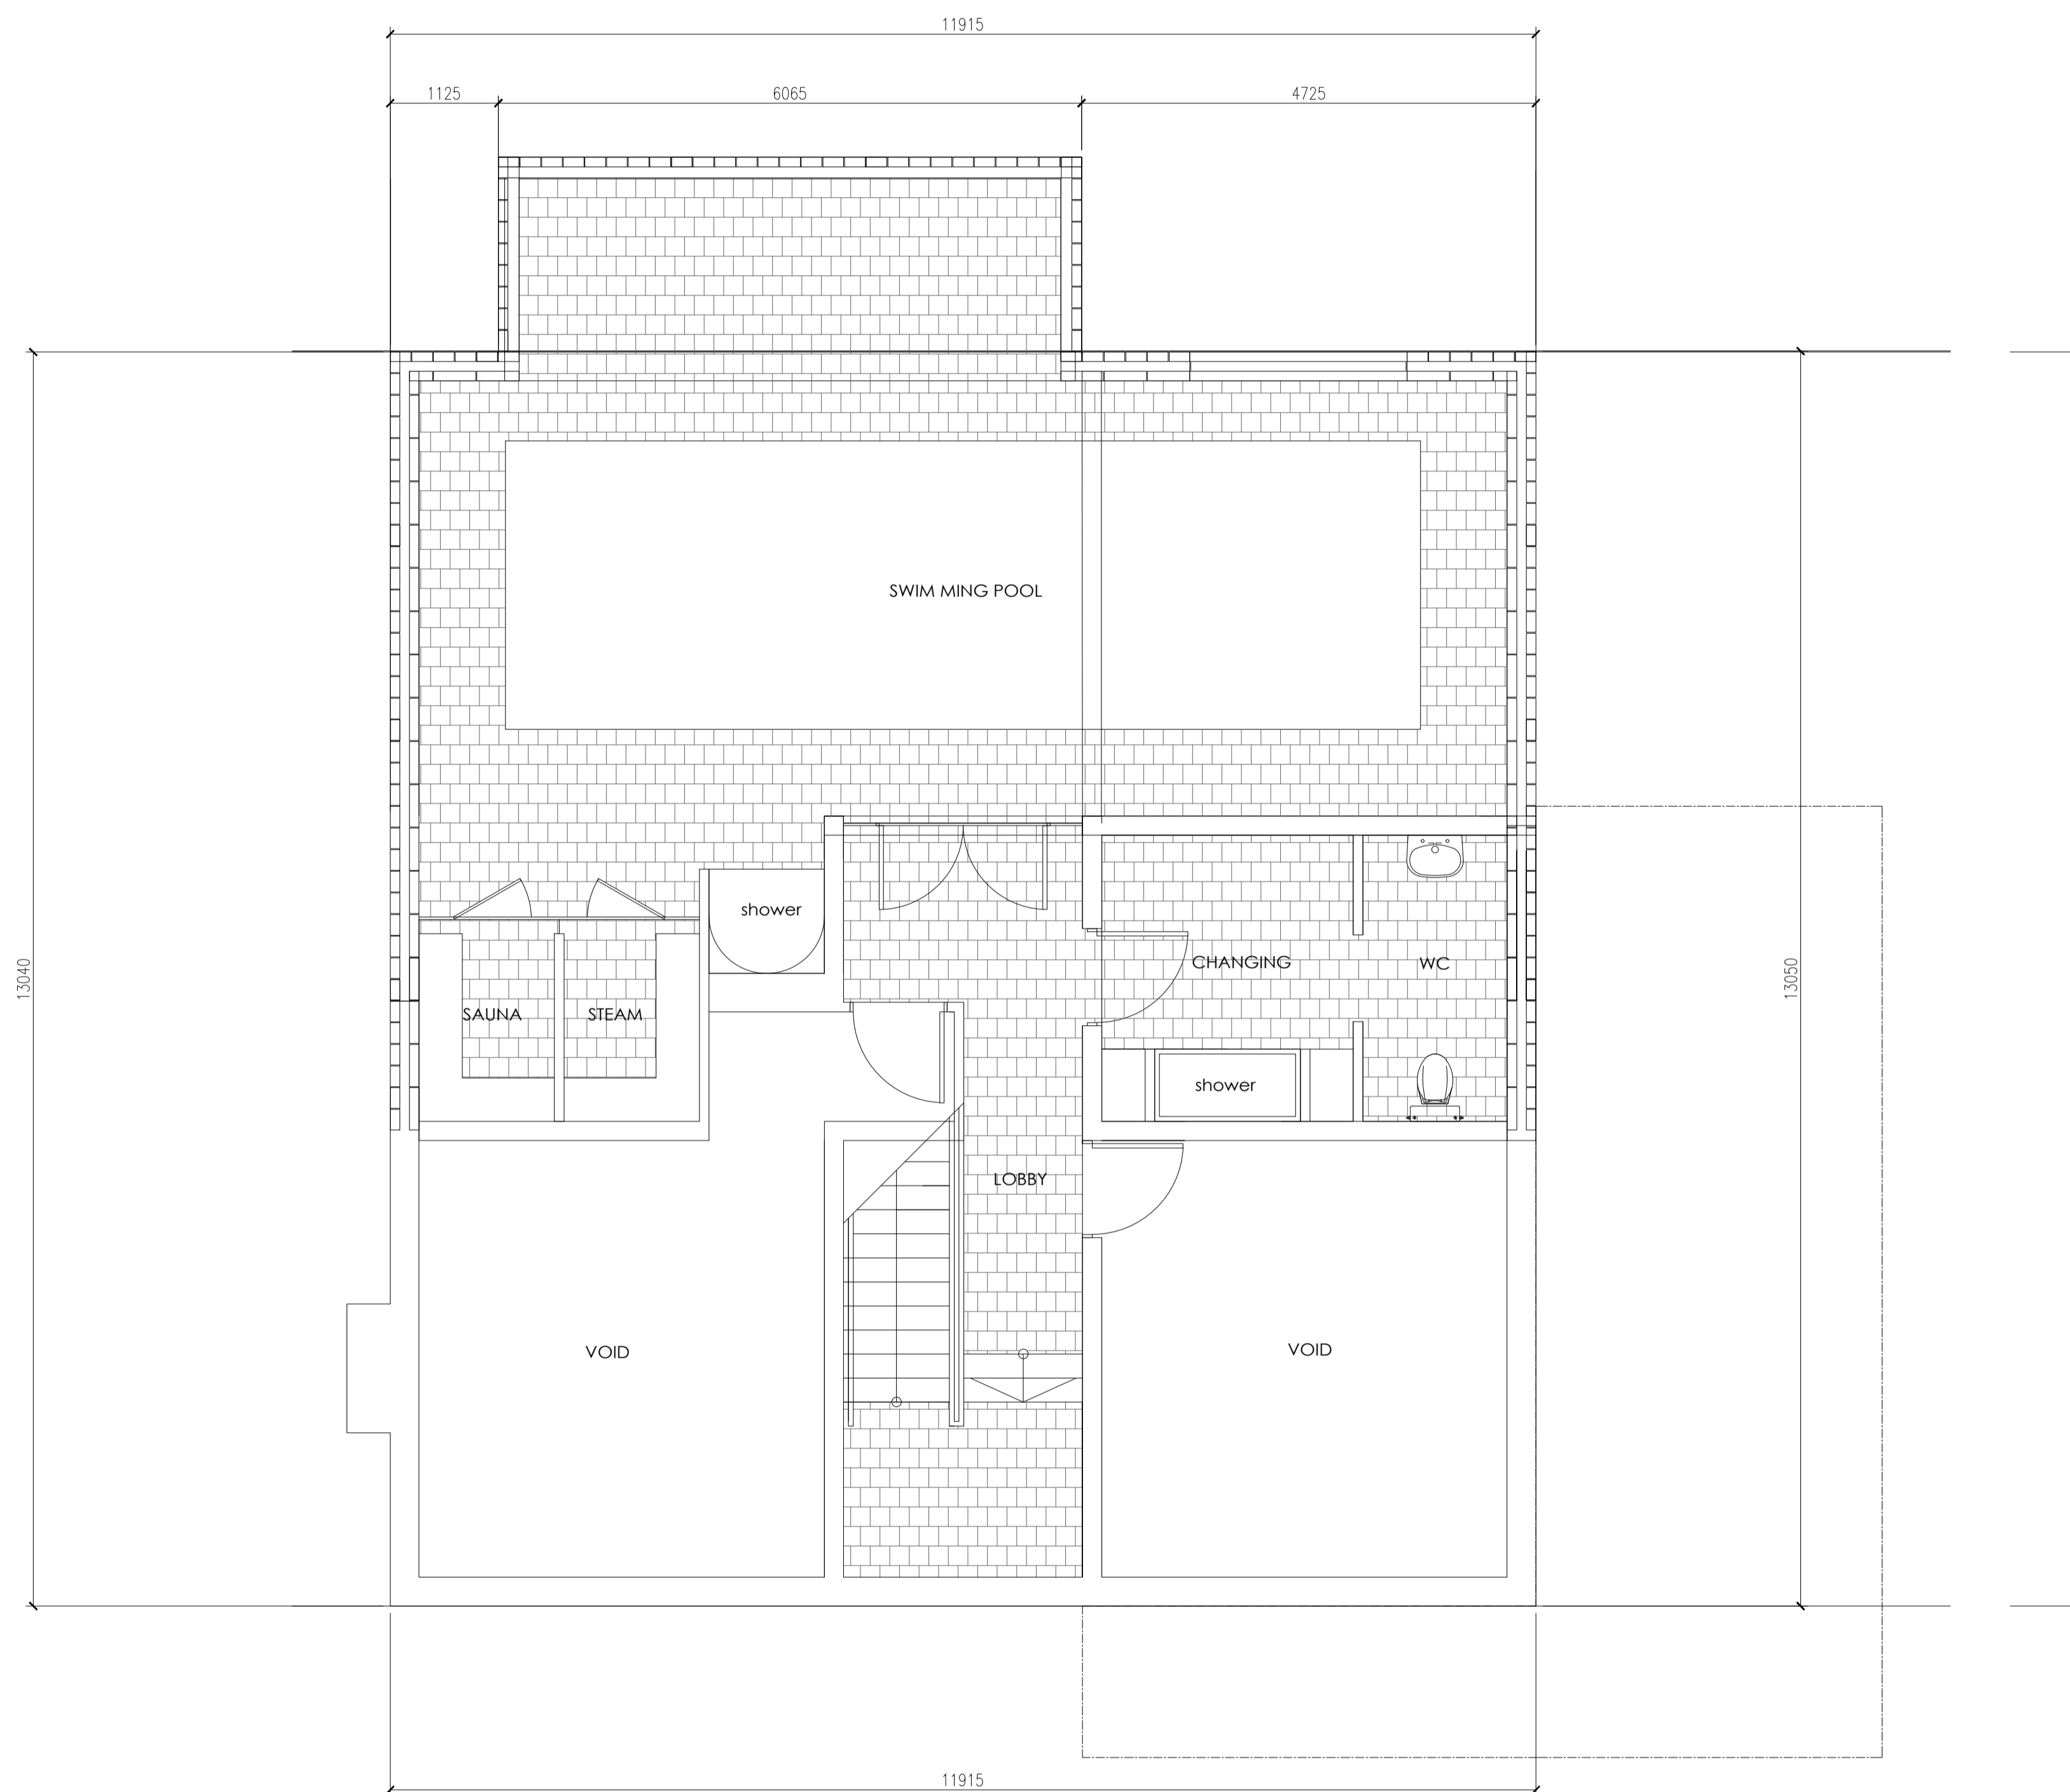 11915
1125
6065
4725
SWIM MING POOL
shower
CHANGING
WC
13040
13050
SAUNA
STEAM
shower
LOBBY
VOID
VOID
11915